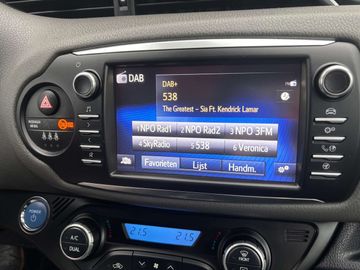 DAB
DAB+
538
The Greatest – Sia Ft. Kendrick Lamar
1 NPO Rad1 2 NPO Rad2 3 NPO 3FM
4 SkyRadio 5 538 6 Veronica
Favorieten Lijst Handm.
POWER
A/C
DUAL
21.5 21.5
FRONT